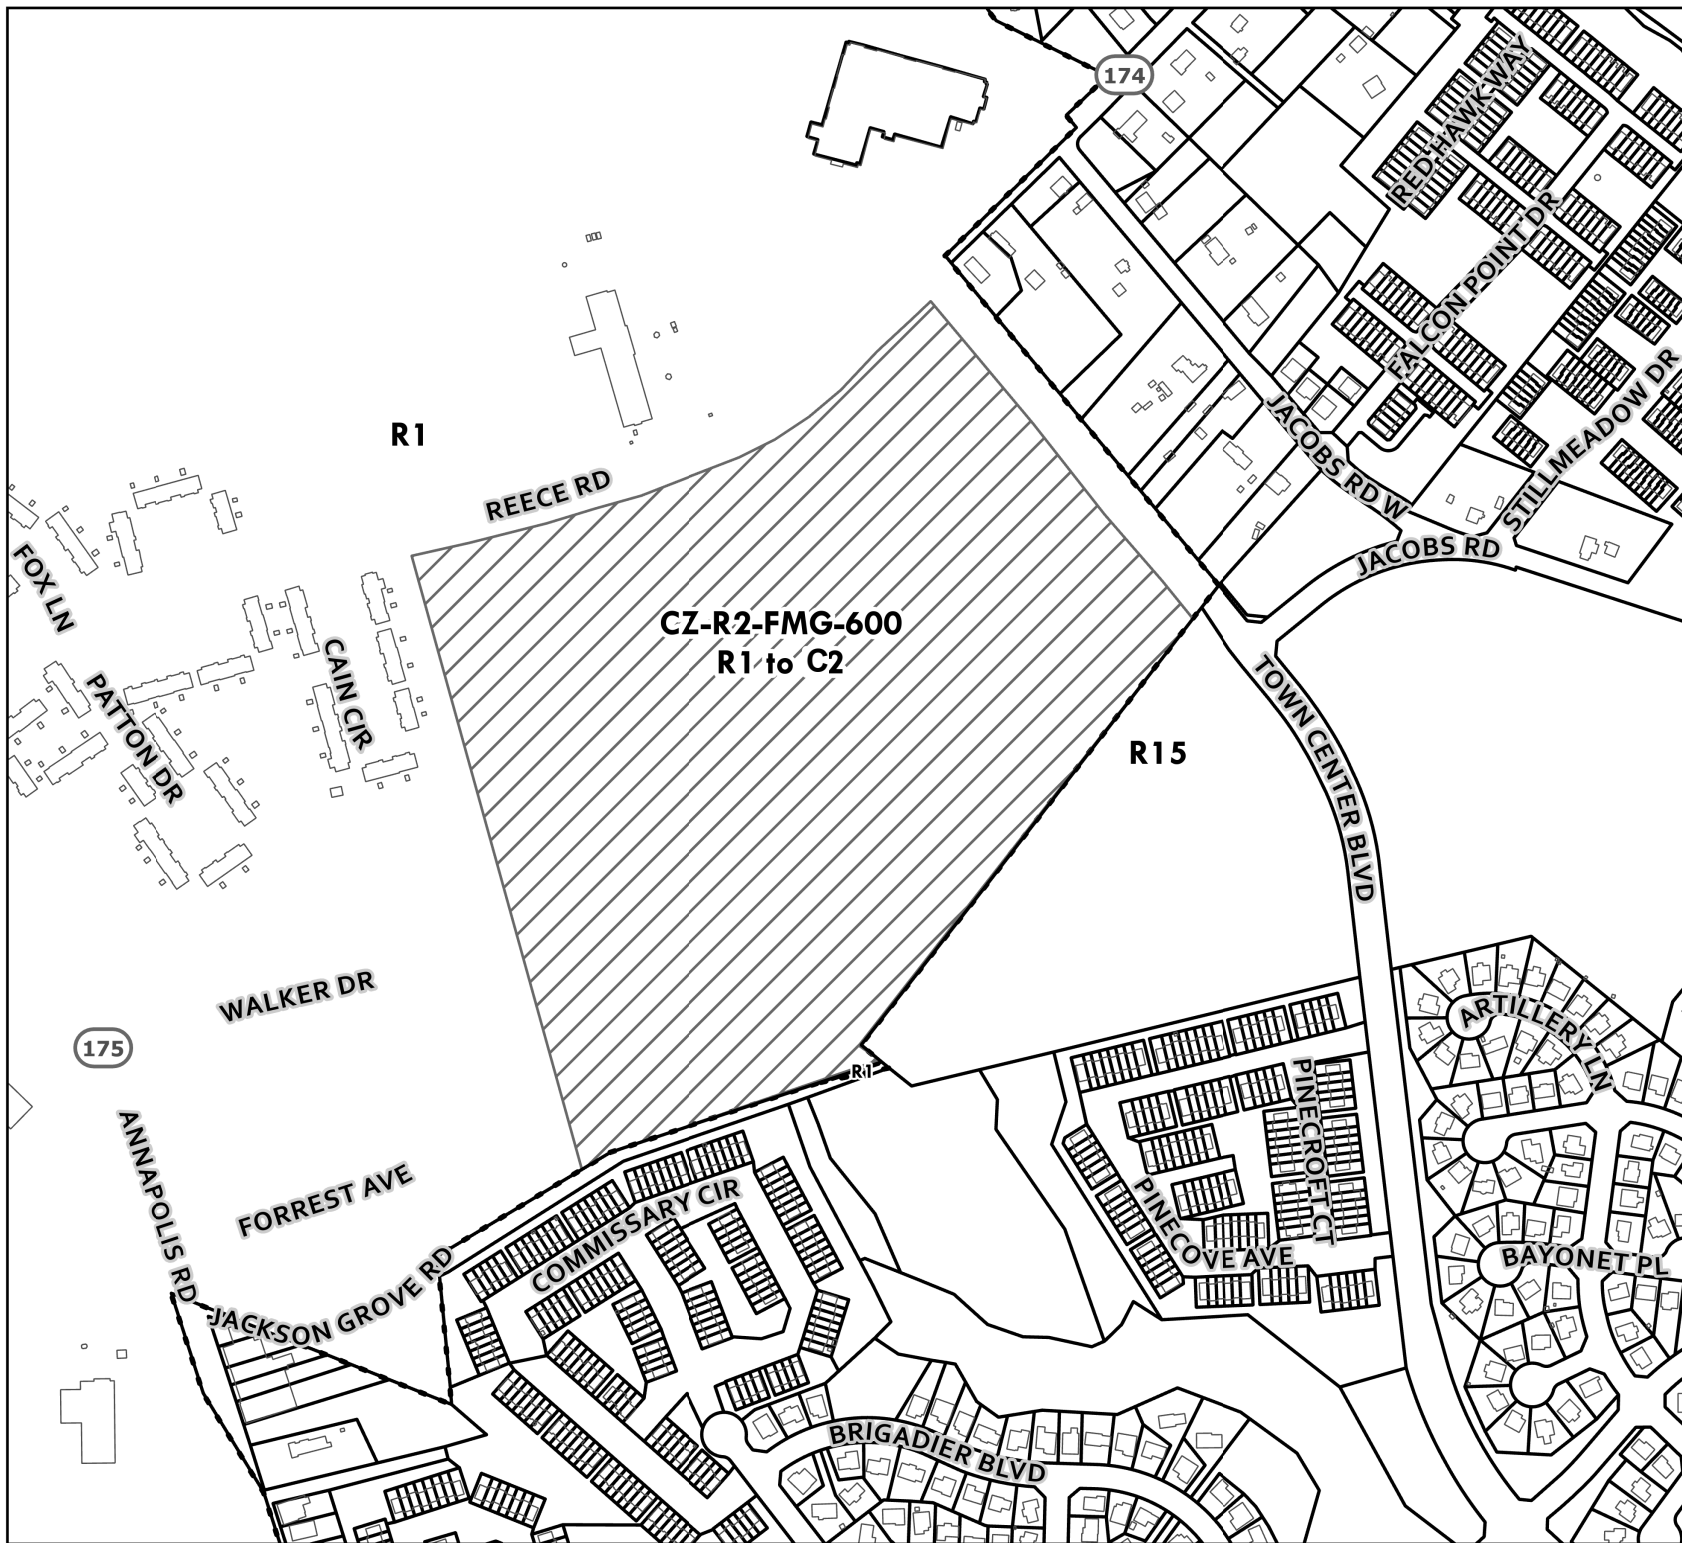 174
RED HAWK WAY
FALCON POINT DR
R1
REECE RD
JACOBS RD W
STILLMEADOW DR
JACOBS RD
FOX LN
CZ-R2-FMG-600
R1 to C2
CAIN CIR
PATTON DR
R15
TOWN CENTER BLVD
WALKER DR
ARTILLERY LN
175
R1
PINECROFT CT
ANNAPOLIS RD
FORREST AVE
COMMISSARY CIR
PINECOVE AVE
BAYONET PL
JACKSON GROVE RD
BRIGADIER BLVD